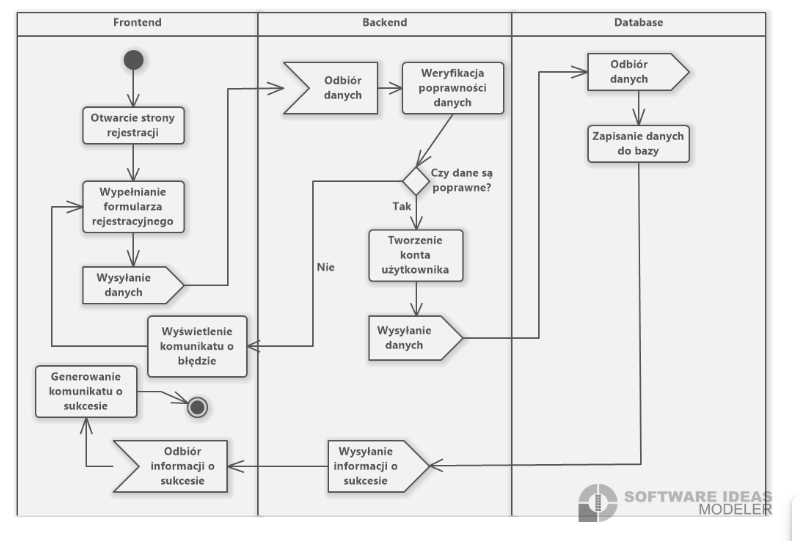 Frontend
Backend
Database
Otwarcie strony
rejestracji
Wypełnianie
formularza
rejestracyjnego
Wysyłanie
danych
Wyświetlenie
komunikatu o
błędzie
Generowanie
komunikatu o
sukcesie
Odbiór
informacji o
sukcesie
Odbiór
danych
Weryfikacja
poprawności
danych
Czy dane są
poprawne?
Tak
Nie
Tworzenie
konta
użytkownika
Wysyłanie
danych
Wysyłanie
informacji o
sukcesie
Odbiór
danych
Zapisanie danych
do bazy
SOFTWARE IDEAS
MODELER